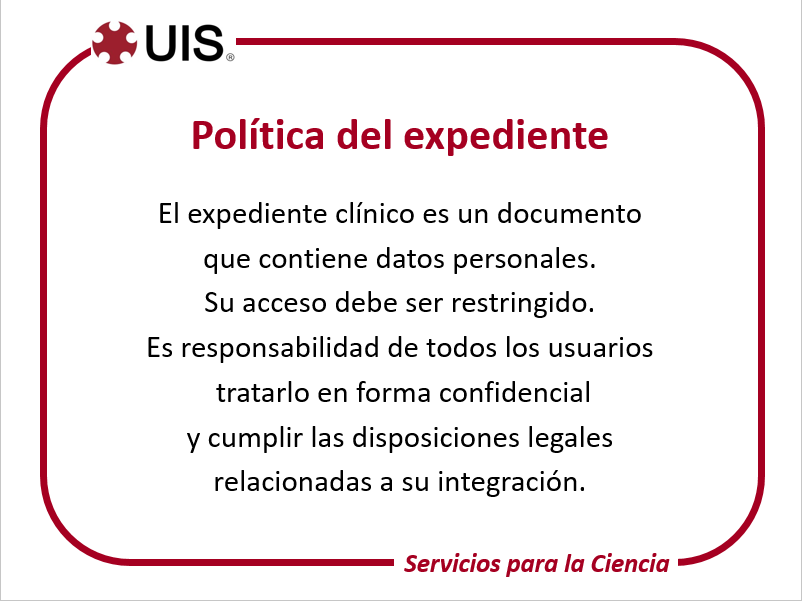 UIS®
Política del expediente
El expediente clínico es un documento
que contiene datos personales.
Su acceso debe ser restringido.
Es responsabilidad de todos los usuarios
tratarlo en forma confidencial
y cumplir las disposiciones legales
relacionadas a su integración.
Servicios para la Ciencia